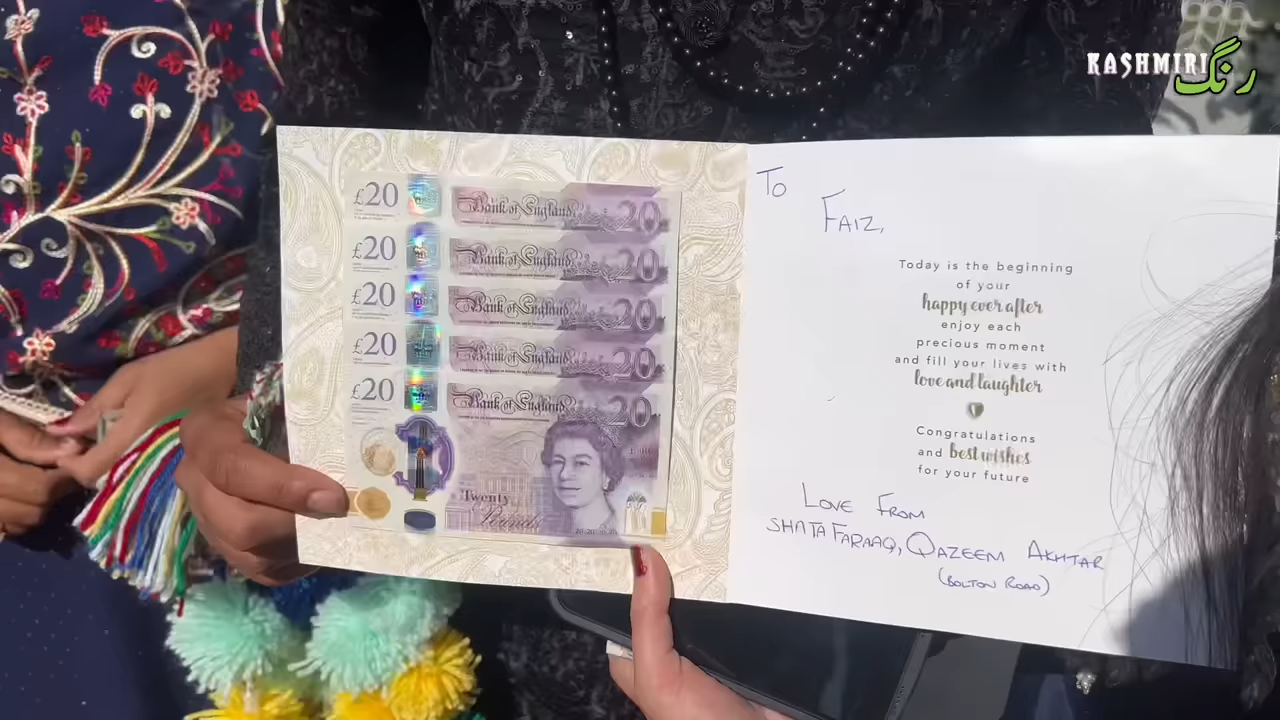 KASHMIRI رنگ
£20 Bank of England 20
£20 Bank of England 20
£20 Bank of England 20
£20 Bank of England 20
£20 Bank of England 20
Twenty
Pounds
To
FAIZ,
Today is the beginning
of your
happy ever after
enjoy each
precious moment
and fill your lives with
love and laughter
Congratulations
and best wishes
for your future
LOVE FROM
SHATA FARAAQ, QAZEEM AKHTAR
(BOLTON ROAD)